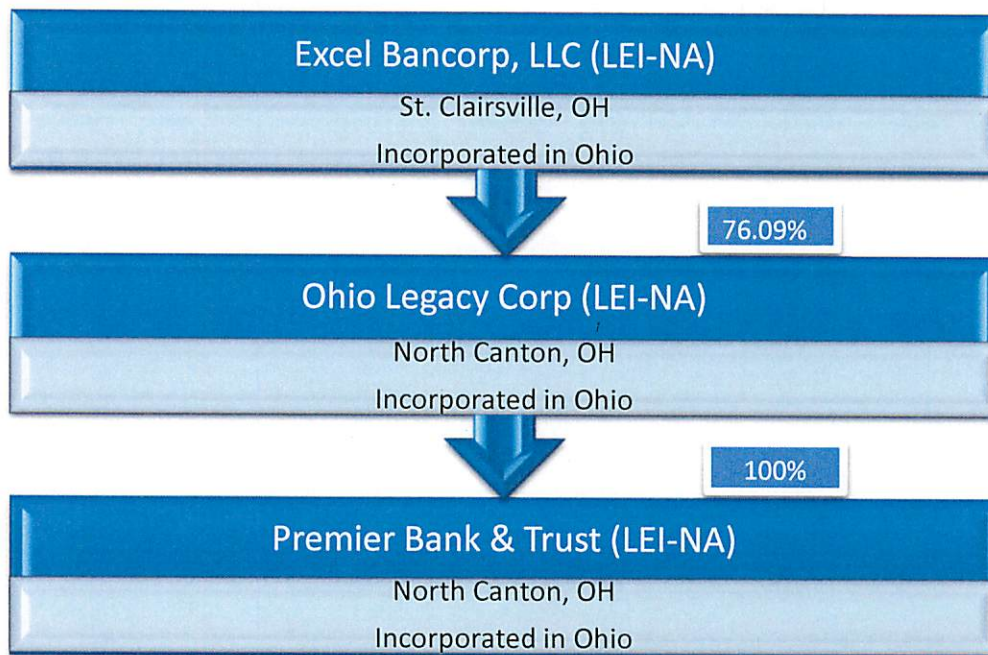 Excel Bancorp, LLC (LEI-NA)
St. Clairsville, OH
Incorporated in Ohio
76.09%
Ohio Legacy Corp (LEI-NA)
North Canton, OH
Incorporated in Ohio
100%
Premier Bank & Trust (LEI-NA)
North Canton, OH
Incorporated in Ohio